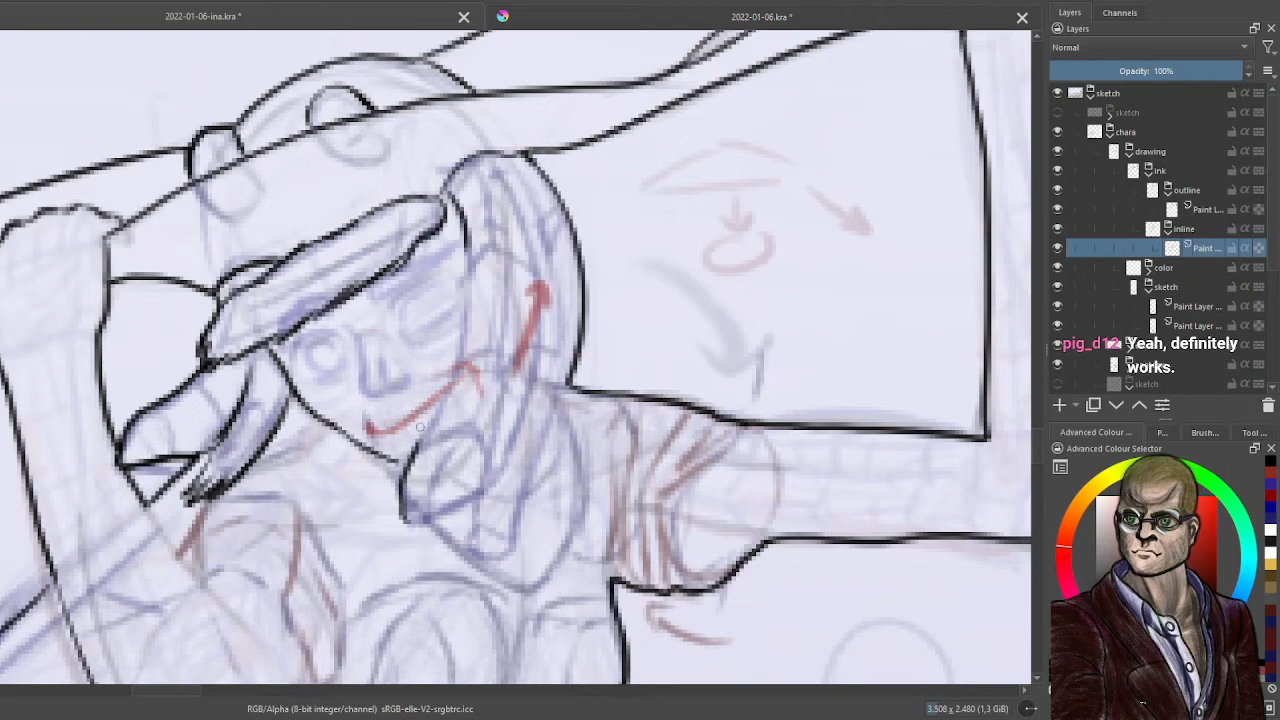 2022-01-06-ina.kra *
2022-01-06.kra *
Layers
Channels
Layers
Normal
Opacity: 100%
sketch
sketch
chara
drawing
ink
outline
Paint L...
inline
Paint ...
color
sketch
Paint Layer ...
Paint Layer ...
pig_d12: Yeah, definitely
works.
sketch
Advanced Colour ...
P...
Brush...
Tool ...
Advanced Colour Selector
RGB/Alpha (8-bit integer/channel) sRGB-elle-V2-srgbtrc.icc
3.508 x 2.480 (1,3 GiB)